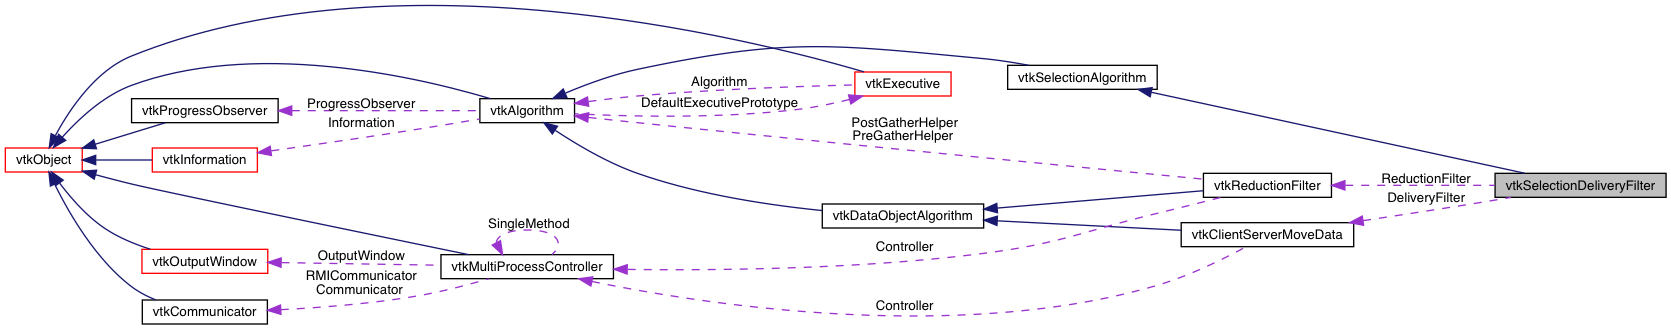 vtkSelectionAlgorithm
Algorithm
vtkExecutive
ProgressObserver
DefaultExecutivePrototype
vtkProgressObserver
vtkAlgorithm
Information
PostGatherHelper
PreGatherHelper
vtkObject
vtkInformation
ReductionFilter
vtkReductionFilter
vtkSelectionDeliveryFilter
DeliveryFilter
vtkDataObjectAlgorithm
SingleMethod
vtkClientServerMoveData
Controller
OutputWindow
vtkOutputWindow
vtkMultiProcessController
RMICommunicator
Communicator
Controller
vtkCommunicator